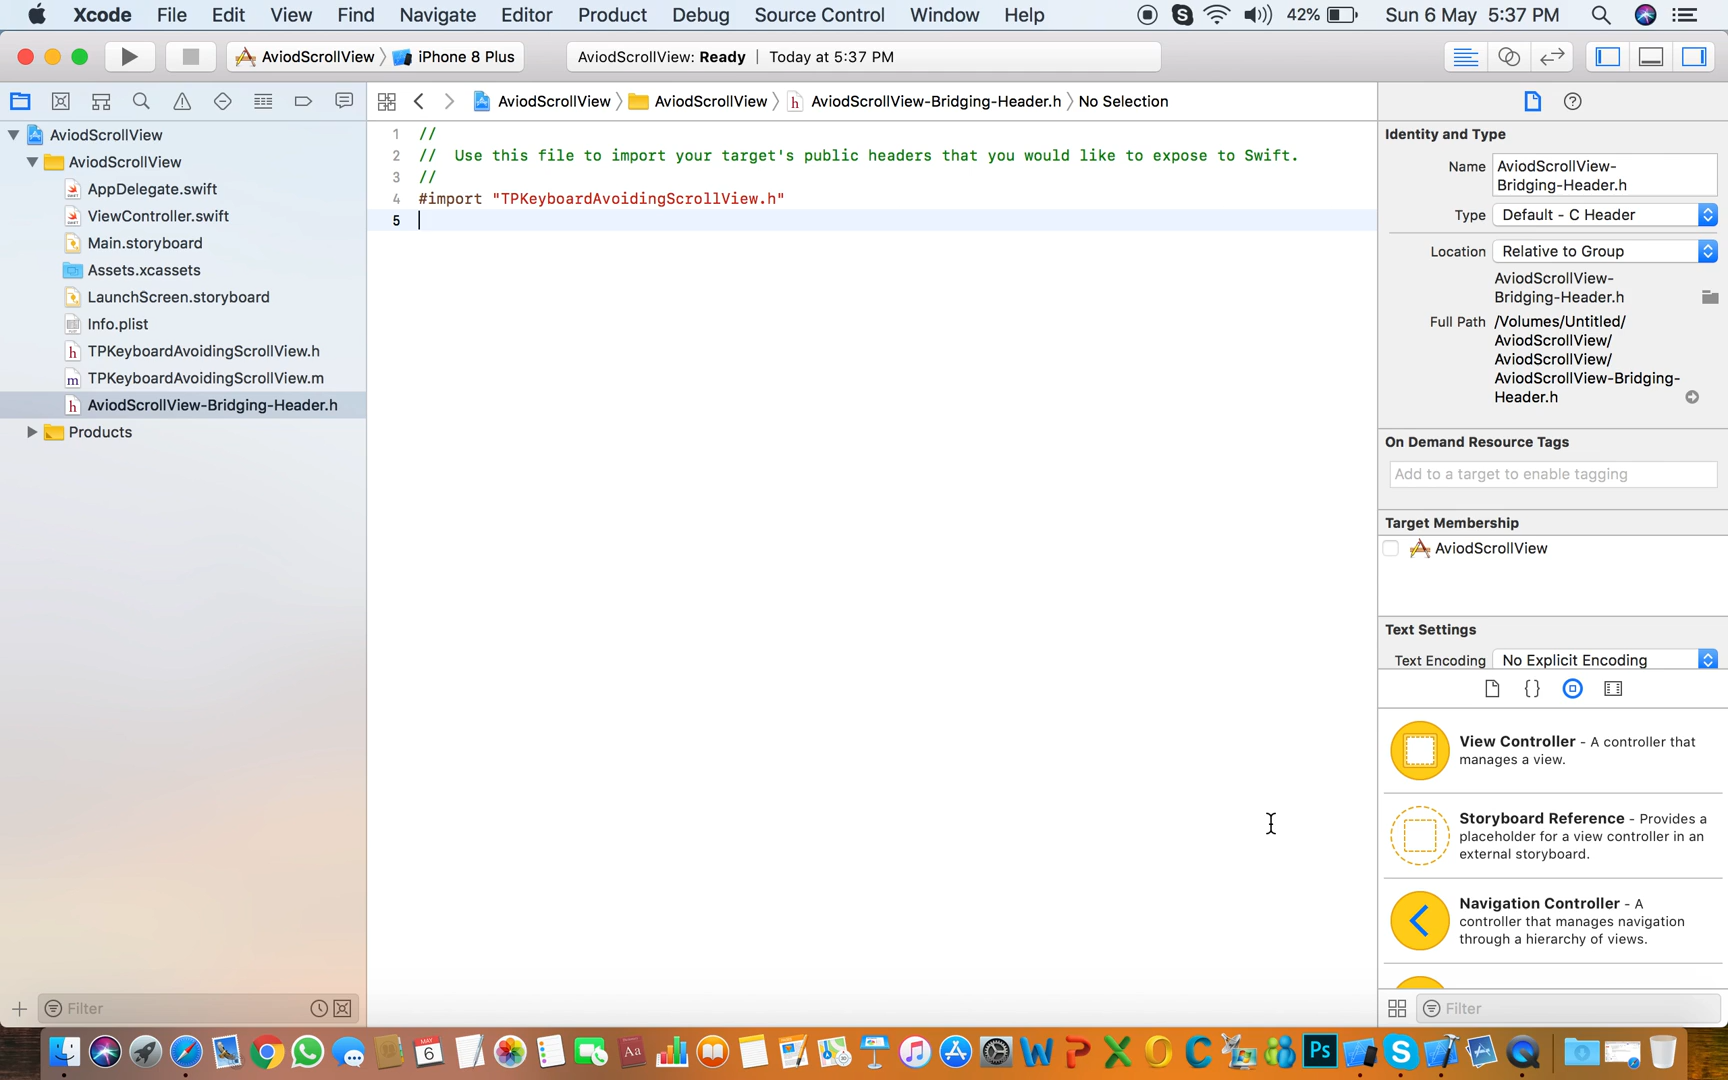 Xcode File Edit View Find Navigate Editor Product Debug Source Control Window Help 42% Sun 6 May 5:37 PM
AviodScrollView iPhone 8 Plus AviodScrollView: Ready | Today at 5:37 PM
AviodScrollView AviodScrollView h AviodScrollView-Bridging-Header.h No Selection
AviodScrollView
AviodScrollView
AppDelegate.swift
ViewController.swift
Main.storyboard
Assets.xcassets
LaunchScreen.storyboard
Info.plist
h TPKeyboardAvoidingScrollView.h
m TPKeyboardAvoidingScrollView.m
h AviodScrollView-Bridging-Header.h
Products
Filter
1 //
2 // Use this file to import your target's public headers that you would like to expose to Swift.
3 //
4 #import "TPKeyboardAvoidingScrollView.h"
5
Identity and Type
Name AviodScrollView-
Bridging-Header.h
Type Default - C Header
Location Relative to Group
AviodScrollView-
Bridging-Header.h
Full Path /Volumes/Untitled/
AviodScrollView/
AviodScrollView/
AviodScrollView-Bridging-
Header.h
On Demand Resource Tags
Add to a target to enable tagging
Target Membership
AviodScrollView
Text Settings
Text Encoding No Explicit Encoding
{}
View Controller - A controller that
manages a view.
Storyboard Reference - Provides a
placeholder for a view controller in an
external storyboard.
Navigation Controller - A
controller that manages navigation
through a hierarchy of views.
Filter
MAY
6
Aa
Ps